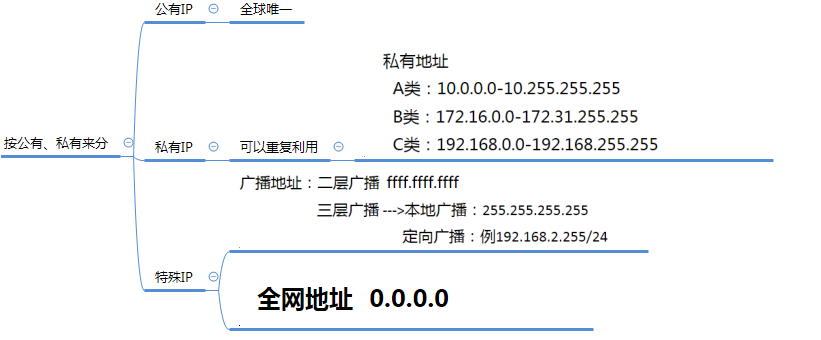 公有IP
全球唯一
私有地址
A类：10.0.0.0-10.255.255.255
B类：172.16.0.0-172.31.255.255
C类：192.168.0.0-192.168.255.255
按公有、私有来分
私有IP
可以重复利用
广播地址：二层广播 ffff.ffff.ffff
三层广播 --->本地广播：255.255.255.255
定向广播：例192.168.2.255/24
特殊IP
全网地址 0.0.0.0